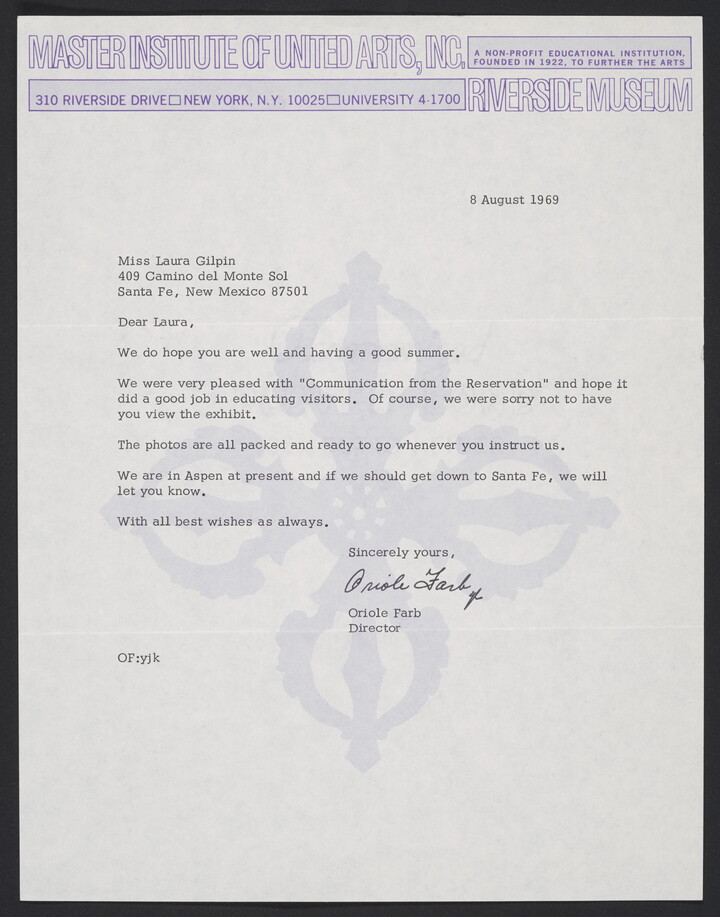 MASTER INSTITUTE OF UNITED ARTS, INC.
A NON-PROFIT EDUCATIONAL INSTITUTION,
FOUNDED IN 1922, TO FURTHER THE ARTS
310 RIVERSIDE DRIVE□NEW YORK, N.Y. 10025□UNIVERSITY 4-1700
RIVERSIDE MUSEUM
8 August 1969
Miss Laura Gilpin
409 Camino del Monte Sol
Santa Fe, New Mexico 87501
Dear Laura,
We do hope you are well and having a good summer.
We were very pleased with "Communication from the Reservation" and hope it
did a good job in educating visitors. Of course, we were sorry not to have
you view the exhibit.
The photos are all packed and ready to go whenever you instruct us.
We are in Aspen at present and if we should get down to Santa Fe, we will
let you know.
With all best wishes as always.
Sincerely yours,
Oriole Farb
Oriole Farb
Director
OF:yjk